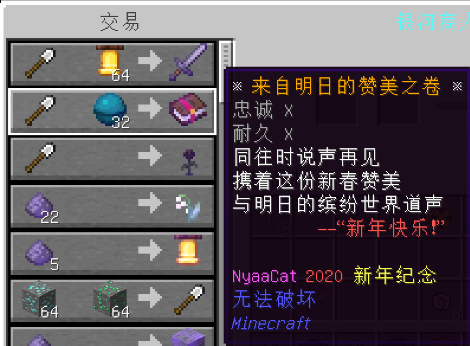 交易
64
32
22
5
64 64
※ 来自明日的赞美之卷 ※
忠诚 X
耐久 X
同往时说声再见
携着这份新春赞美
与明日的缤纷世界道声
--“新年快乐!”
NyaaCat 2020 新年纪念
无法破坏
Minecraft